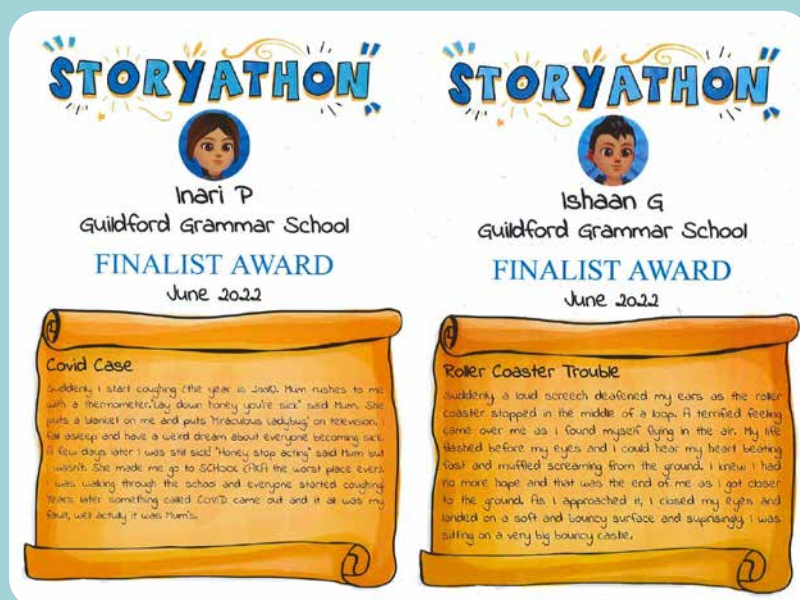 STORYATHON
Inari P
Guildford Grammar School
FINALIST AWARD
June 2022
Covid Case
Suddenly I start coughing (the year is ). Mum rushes to me
with a thermometer."Lay down honey you're sick" said Mum. She
puts a blanket on me and puts 'Miraculous Ladybug' on television. I
fall asleep and have a weird dream about everyone becoming sick.
A few days later I was still sick! "Honey stop acting" said Mum but
I wasn't. She made me go to SCHool (AKA the worst place ever).
I was walking through the school and everyone started coughing.
Years later something called COVID came out and it all was my
fault, well actully it was Mum's.
STORYATHON
Ishaan G
Guildford Grammar School
FINALIST AWARD
June 2022
Roller Coaster Trouble
Suddenly a loud screech deafened my ears as the roller
coaster stopped in the middle of a loop. A terrified feeling
came over me as I found myself flying in the air. My life
flashed before my eyes and I could hear my heart beating
fast and muffled screaming from the ground. I knew I had
no more hope and that was the end of me as I got closer
to the ground. As I approached it, I closed my eyes and
landed on a soft and bouncy surface and suprisingly I was
sitting on a very big bouncy castle.